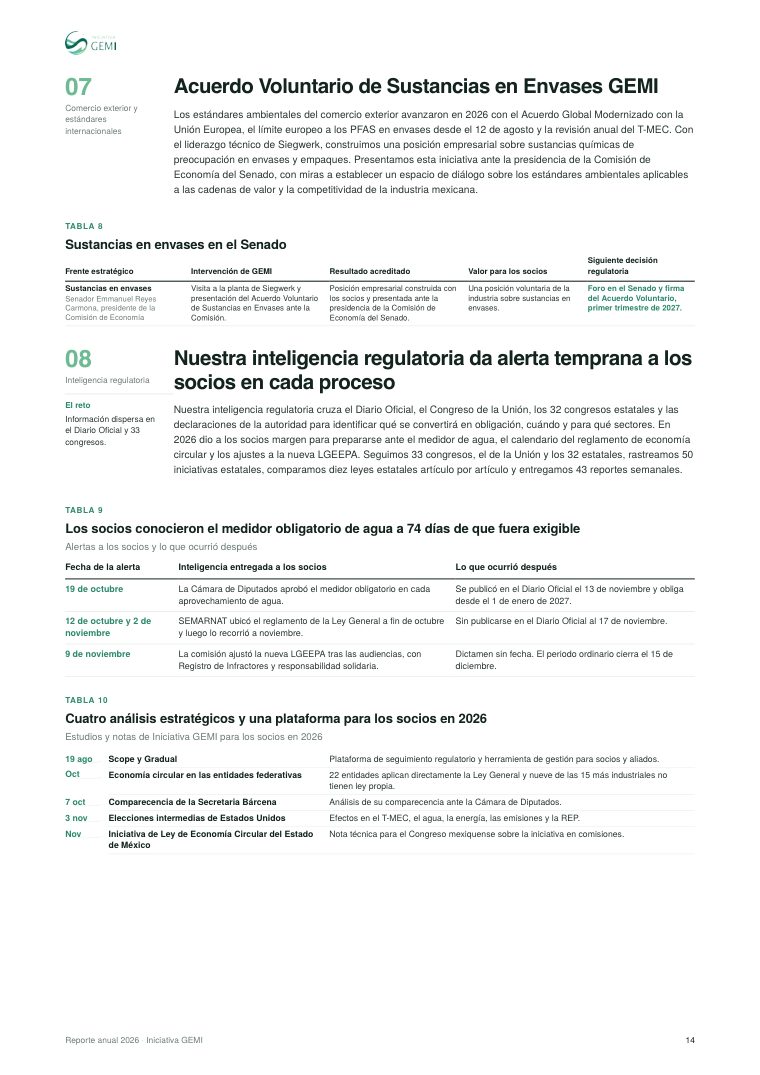 GEMI
07
Comercio exterior y
estándares
internacionales
Acuerdo Voluntario de Sustancias en Envases GEMI
Los estándares ambientales del comercio exterior avanzaron en 2026 con el Acuerdo Global Modernizado con la
Unión Europea, el límite europeo a los PFAS en envases desde el 12 de agosto y la revisión anual del T-MEC. Con
el liderazgo técnico de Siegwerk, construimos una posición empresarial sobre sustancias químicas de
preocupación en envases y empaques. Presentamos esta iniciativa ante la presidencia de la Comisión de
Economía del Senado, con miras a establecer un espacio de diálogo sobre los estándares ambientales aplicables
a las cadenas de valor y la competitividad de la industria mexicana.
TABLA 8
Sustancias en envases en el Senado
Frente estratégico
Intervención de GEMI
Resultado acreditado
Valor para los socios
Siguiente decisión
regulatoria
Sustancias en envases
Senador Emmanuel Reyes
Carmona, presidente de la
Comisión de Economía
Visita a la planta de Siegwerk y
presentación del Acuerdo Voluntario
de Sustancias en Envases ante la
Comisión.
Posición empresarial construida con
los socios y presentada ante la
presidencia de la Comisión de
Economía del Senado.
Una posición voluntaria de la
industria sobre sustancias en
envases.
Foro en el Senado y firma
del Acuerdo Voluntario,
primer trimestre de 2027.
08
Inteligencia regulatoria
El reto
Información dispersa en
el Diario Oficial y 33
congresos.
Nuestra inteligencia regulatoria da alerta temprana a los
socios en cada proceso
Nuestra inteligencia regulatoria cruza el Diario Oficial, el Congreso de la Unión, los 32 congresos estatales y las
declaraciones de la autoridad para identificar qué se convertirá en obligación, cuándo y para qué sectores. En
2026 dio a los socios margen para prepararse ante el medidor de agua, el calendario del reglamento de economía
circular y los ajustes a la nueva LGEEPA. Seguimos 33 congresos, el de la Unión y los 32 estatales, rastreamos 50
iniciativas estatales, comparamos diez leyes estatales artículo por artículo y entregamos 43 reportes semanales.
TABLA 9
Los socios conocieron el medidor obligatorio de agua a 74 días de que fuera exigible
Alertas a los socios y lo que ocurrió después
Fecha de la alerta
Inteligencia entregada a los socios
Lo que ocurrió después
19 de octubre
La Cámara de Diputados aprobó el medidor obligatorio en cada
aprovechamiento de agua.
Se publicó en el Diario Oficial el 13 de noviembre y obliga
desde el 1 de enero de 2027.
12 de octubre y 2 de
noviembre
SEMARNAT ubicó el reglamento de la Ley General a fin de octubre
y luego lo recorrió a noviembre.
Sin publicarse en el Diario Oficial al 17 de noviembre.
9 de noviembre
La comisión ajustó la nueva LGEEPA tras las audiencias, con
Registro de Infractores y responsabilidad solidaria.
Dictamen sin fecha. El periodo ordinario cierra el 15 de
diciembre.
TABLA 10
Cuatro análisis estratégicos y una plataforma para los socios en 2026
Estudios y notas de Iniciativa GEMI para los socios en 2026
19 ago
Scope y Gradual
Plataforma de seguimiento regulatorio y herramienta de gestión para socios y aliados.
Oct
Economía circular en las entidades federativas
22 entidades aplican directamente la Ley General y nueve de las 15 más industriales no
tienen ley propia.
7 oct
Comparecencia de la Secretaria Bárcena
Análisis de su comparecencia ante la Cámara de Diputados.
3 nov
Elecciones intermedias de Estados Unidos
Efectos en el T-MEC, el agua, la energía, las emisiones y la REP.
Nov
Iniciativa de Ley de Economía Circular del Estado
de México
Nota técnica para el Congreso mexiquense sobre la iniciativa en comisiones.
Reporte anual 2026 · Iniciativa GEMI
14